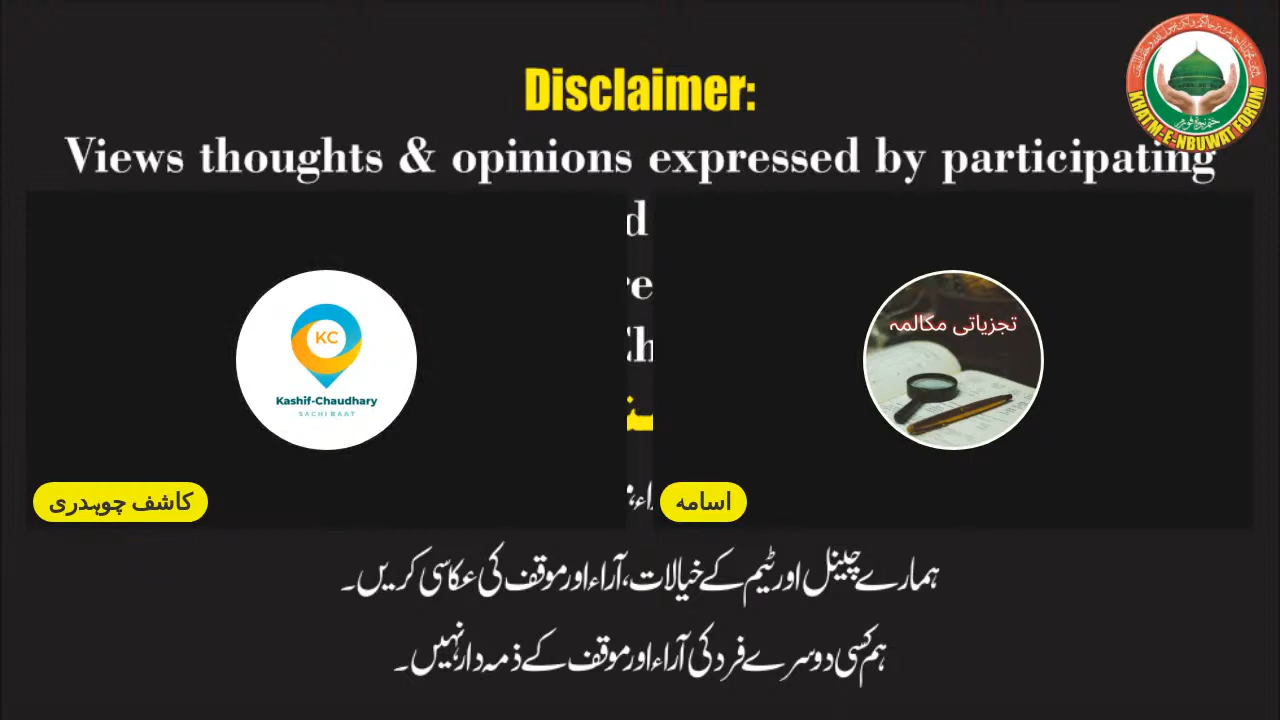 Disclaimer:
Views thoughts & opinions expressed by participating
KHATM-E-NBUWAT FORUM
KC
Kashif-Chaudhary
SACHI BAAT
تجزیاتی مکالمہ
کاشف چوہدری
اسامه
ہمارے چینل اور ٹیم کے خیالات، آراء اور موقف کی عکاسی کریں۔
ہم کسی دوسرے فرد کی آراء اور موقف کے ذمہ دار نہیں۔